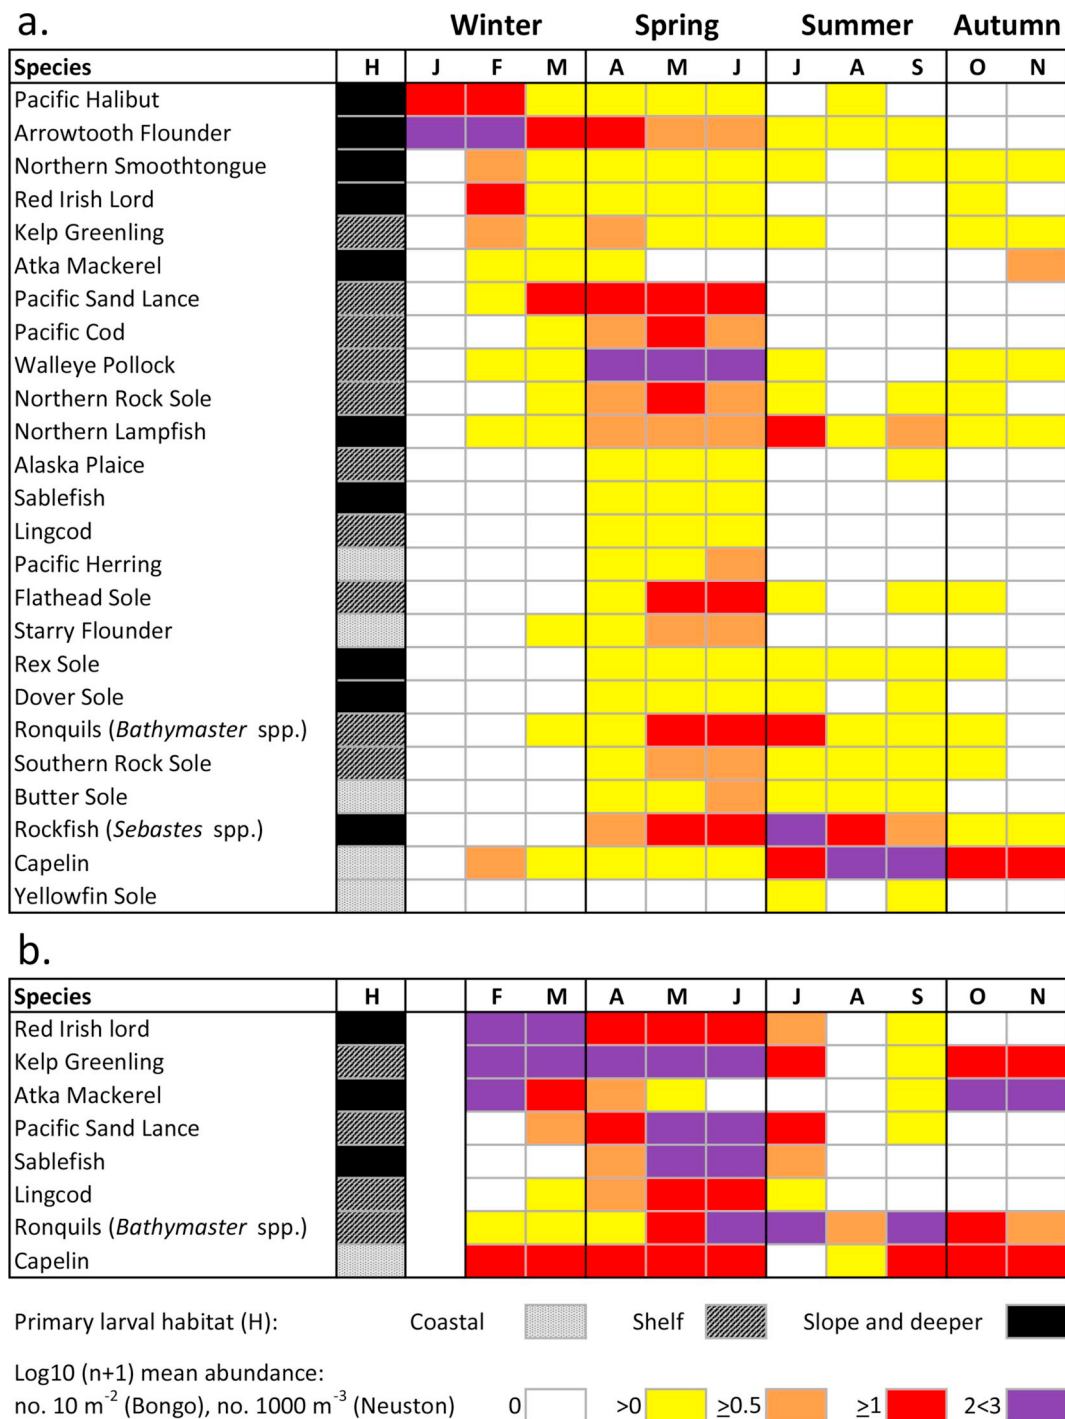 a.
Winter Spring Summer Autumn
Species H J F M A M J J A S O N
Pacific Halibut
Arrowtooth Flounder
Northern Smoothtongue
Red Irish Lord
Kelp Greenling
Atka Mackerel
Pacific Sand Lance
Pacific Cod
Walleye Pollock
Northern Rock Sole
Northern Lampfish
Alaska Plaice
Sablefish
Lingcod
Pacific Herring
Flathead Sole
Starry Flounder
Rex Sole
Dover Sole
Ronquils (Bathymaster spp.)
Southern Rock Sole
Butter Sole
Rockfish (Sebastes spp.)
Capelin
Yellowfin Sole
b.
Species H F M A M J J A S O N
Red Irish lord
Kelp Greenling
Atka Mackerel
Pacific Sand Lance
Sablefish
Lingcod
Ronquils (Bathymaster spp.)
Capelin
Primary larval habitat (H): Coastal Shelf Slope and deeper
Log10 (n+1) mean abundance:
no. 10 m⁻² (Bongo), no. 1000 m⁻³ (Neuston) 0 >0 ≥0.5 ≥1 2<3